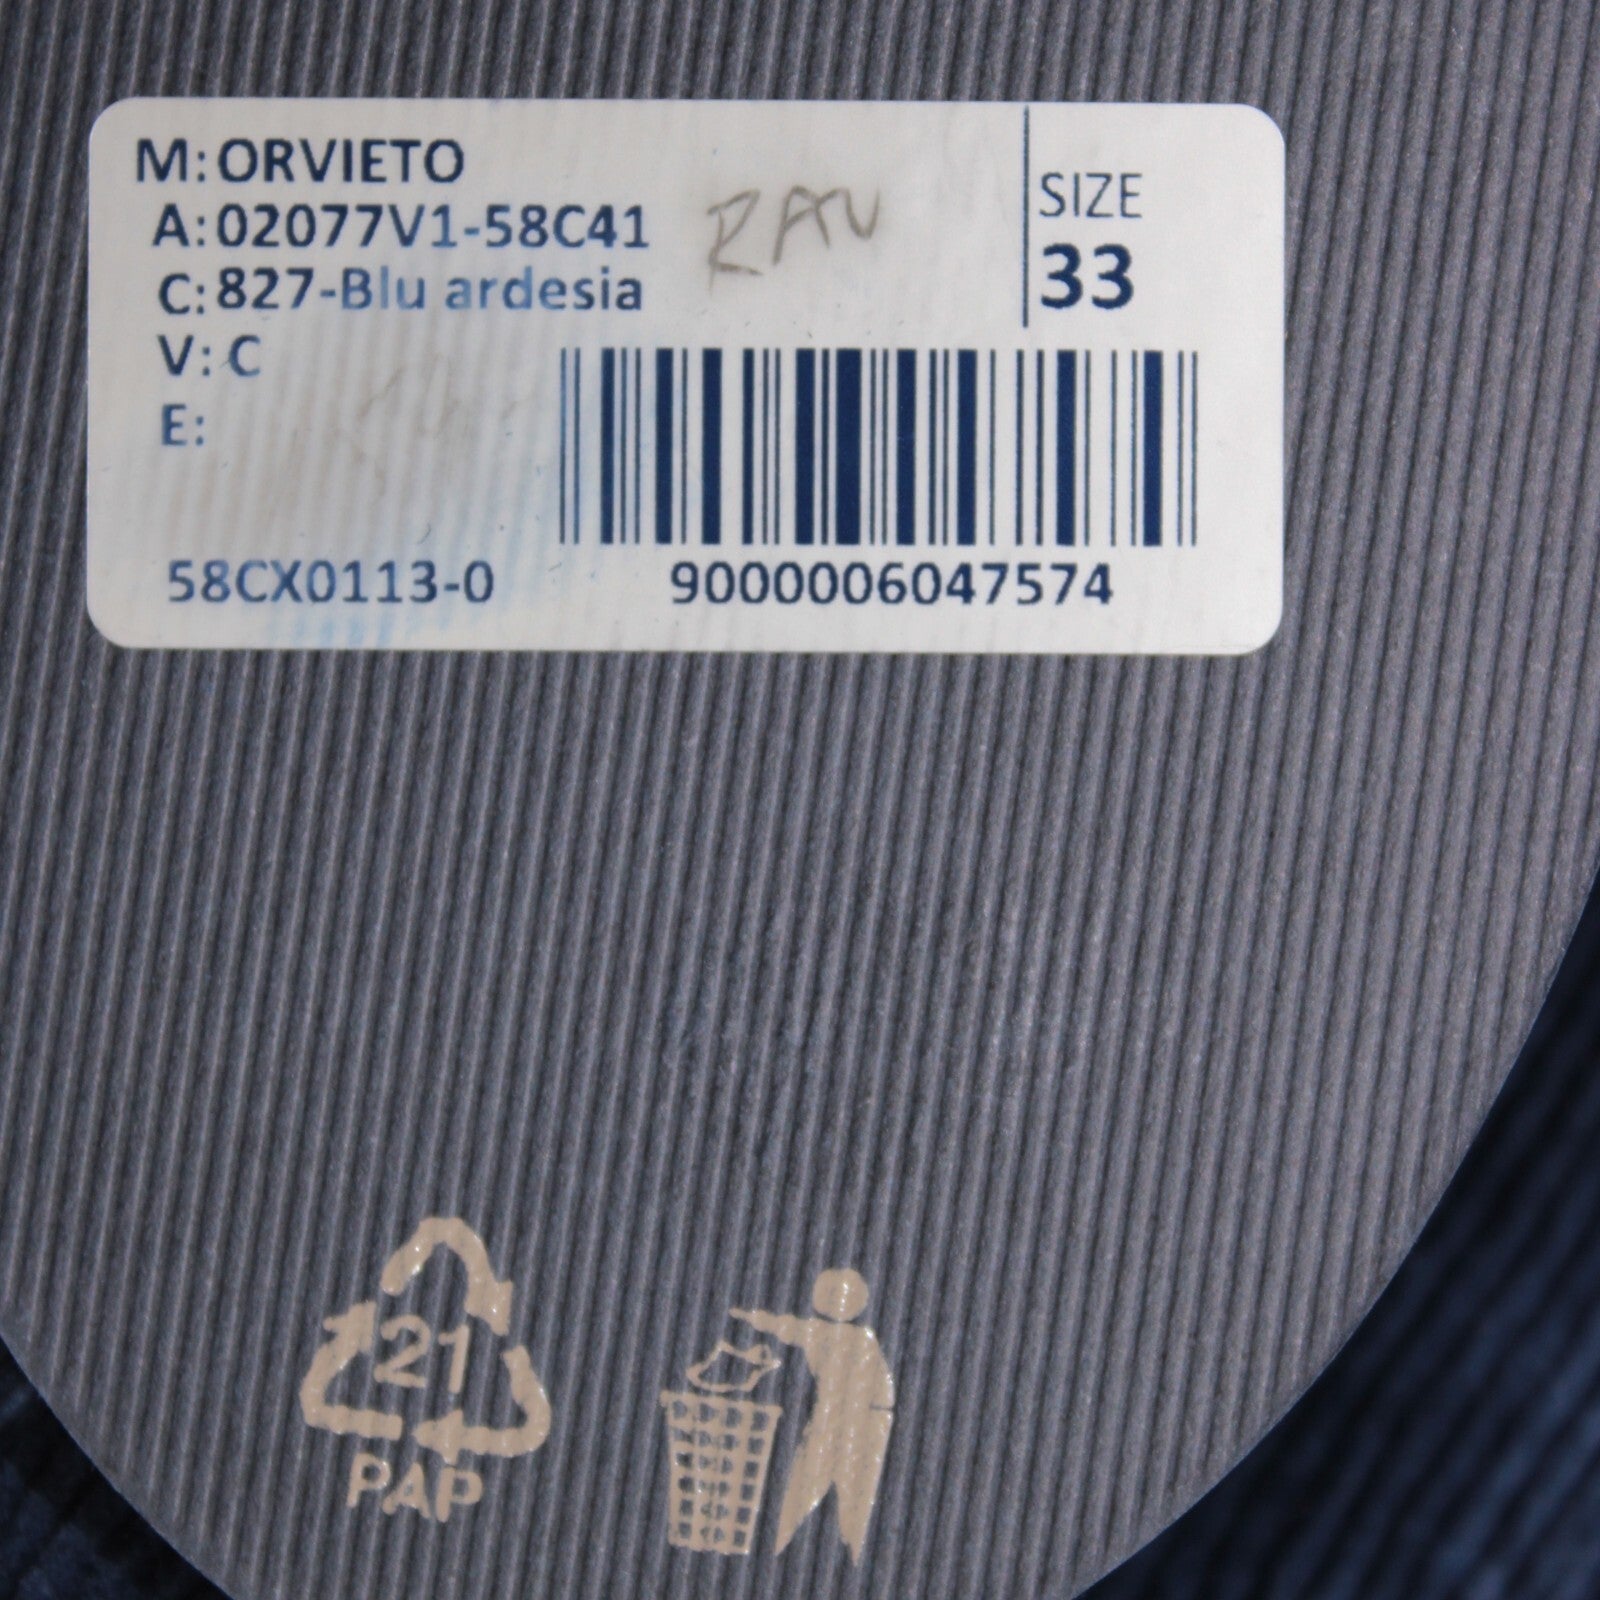 M: ORVIETO
A: 02077V1-58C41
C: 827-Blu ardesia
V: C
E:
SIZE
33
58CX0113-0
9000006047574
21
PAP